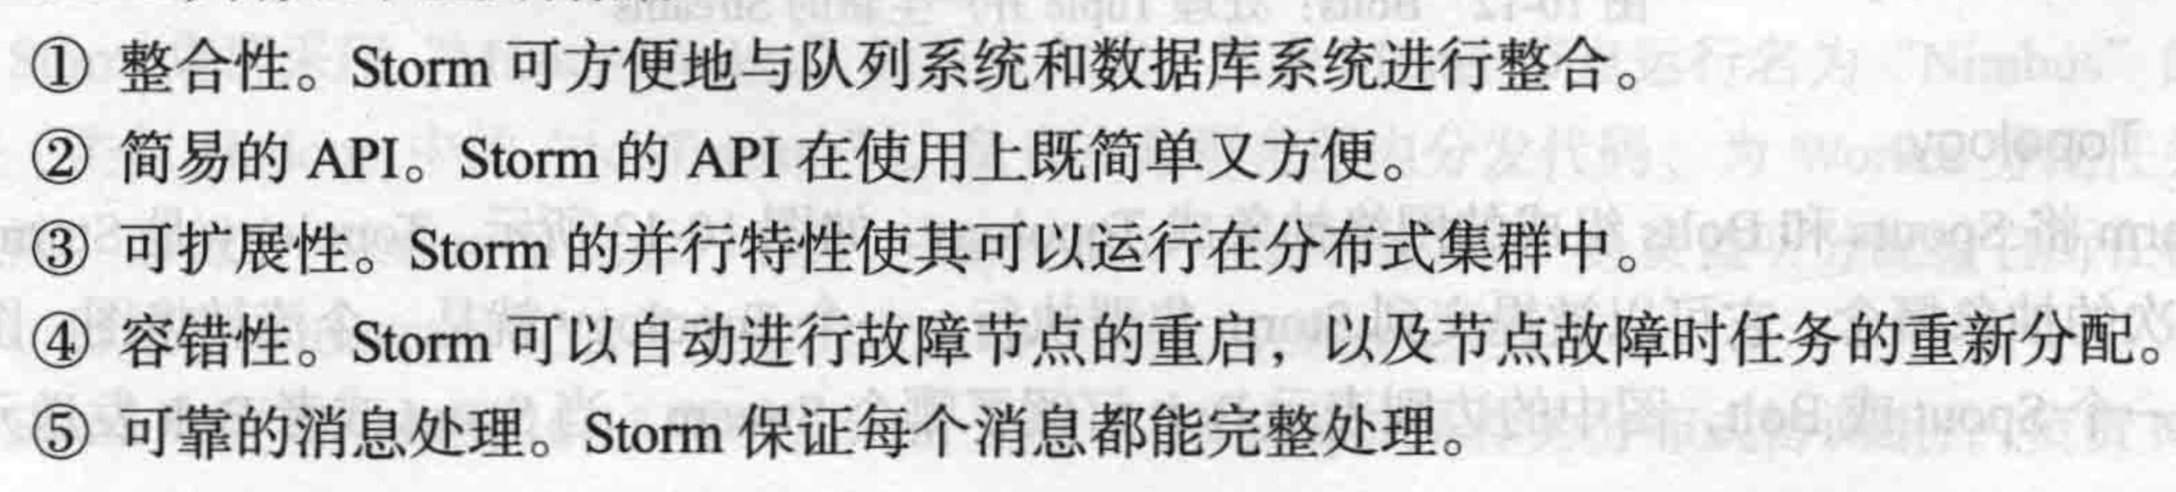 ① 整合性。Storm 可方便地与队列系统和数据库系统进行整合。
② 简易的 API。Storm 的 API 在使用上既简单又方便。
③ 可扩展性。Storm 的并行特性使其可以运行在分布式集群中。
④ 容错性。Storm 可以自动进行故障节点的重启，以及节点故障时任务的重新分配。
⑤ 可靠的消息处理。Storm 保证每个消息都能完整处理。